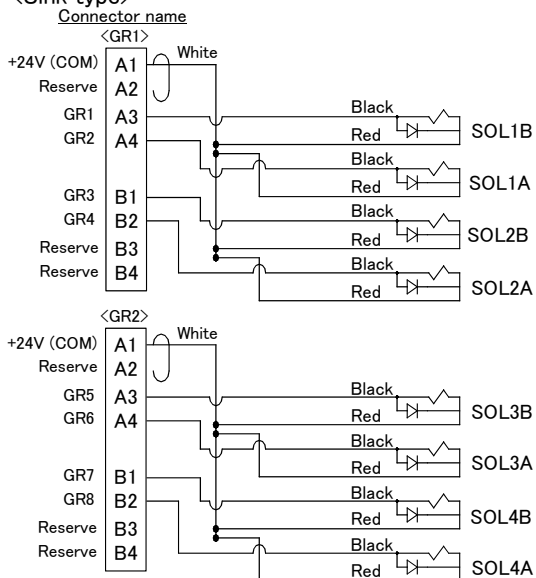 <Sink type>
Connector name
<GR1>
White
+24V (COM) A1
Reserve A2
GR1 A3 Black
SOL1B
GR2 A4 Red
Black
SOL1A
Red
GR3 B1 Black
SOL2B
GR4 B2 Red
Reserve B3
Black
Reserve B4 SOL2A
Red
<GR2>
White
+24V (COM) A1
Reserve A2
GR5 A3 Black
SOL3B
GR6 A4 Red
Black
SOL3A
Red
GR7 B1 Black
SOL4B
GR8 B2 Red
Reserve B3
Black
Reserve B4 SOL4A
Red